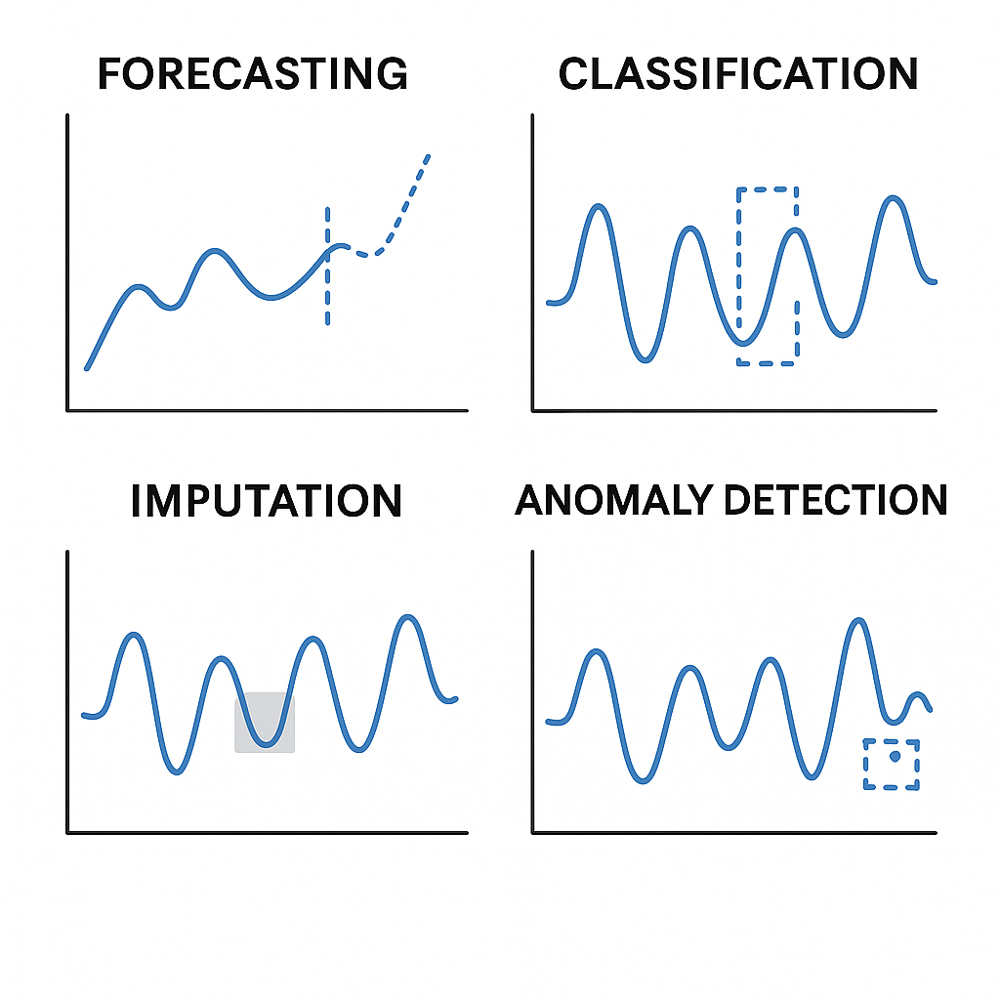 FORECASTING
CLASSIFICATION
IMPUTATION
ANOMALY DETECTION